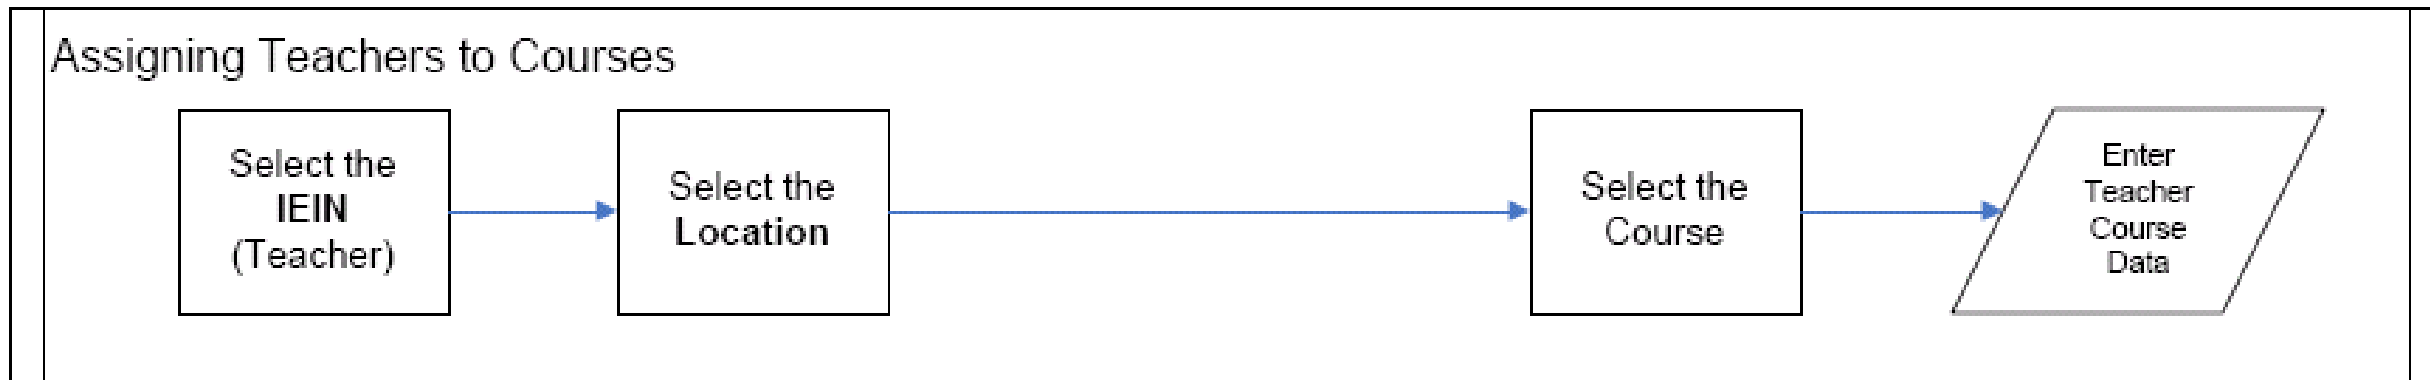 Assigning Teachers to Courses
Select the
IEIN
(Teacher)
Select the
Location
Select the
Course
Enter
Teacher
Course
Data